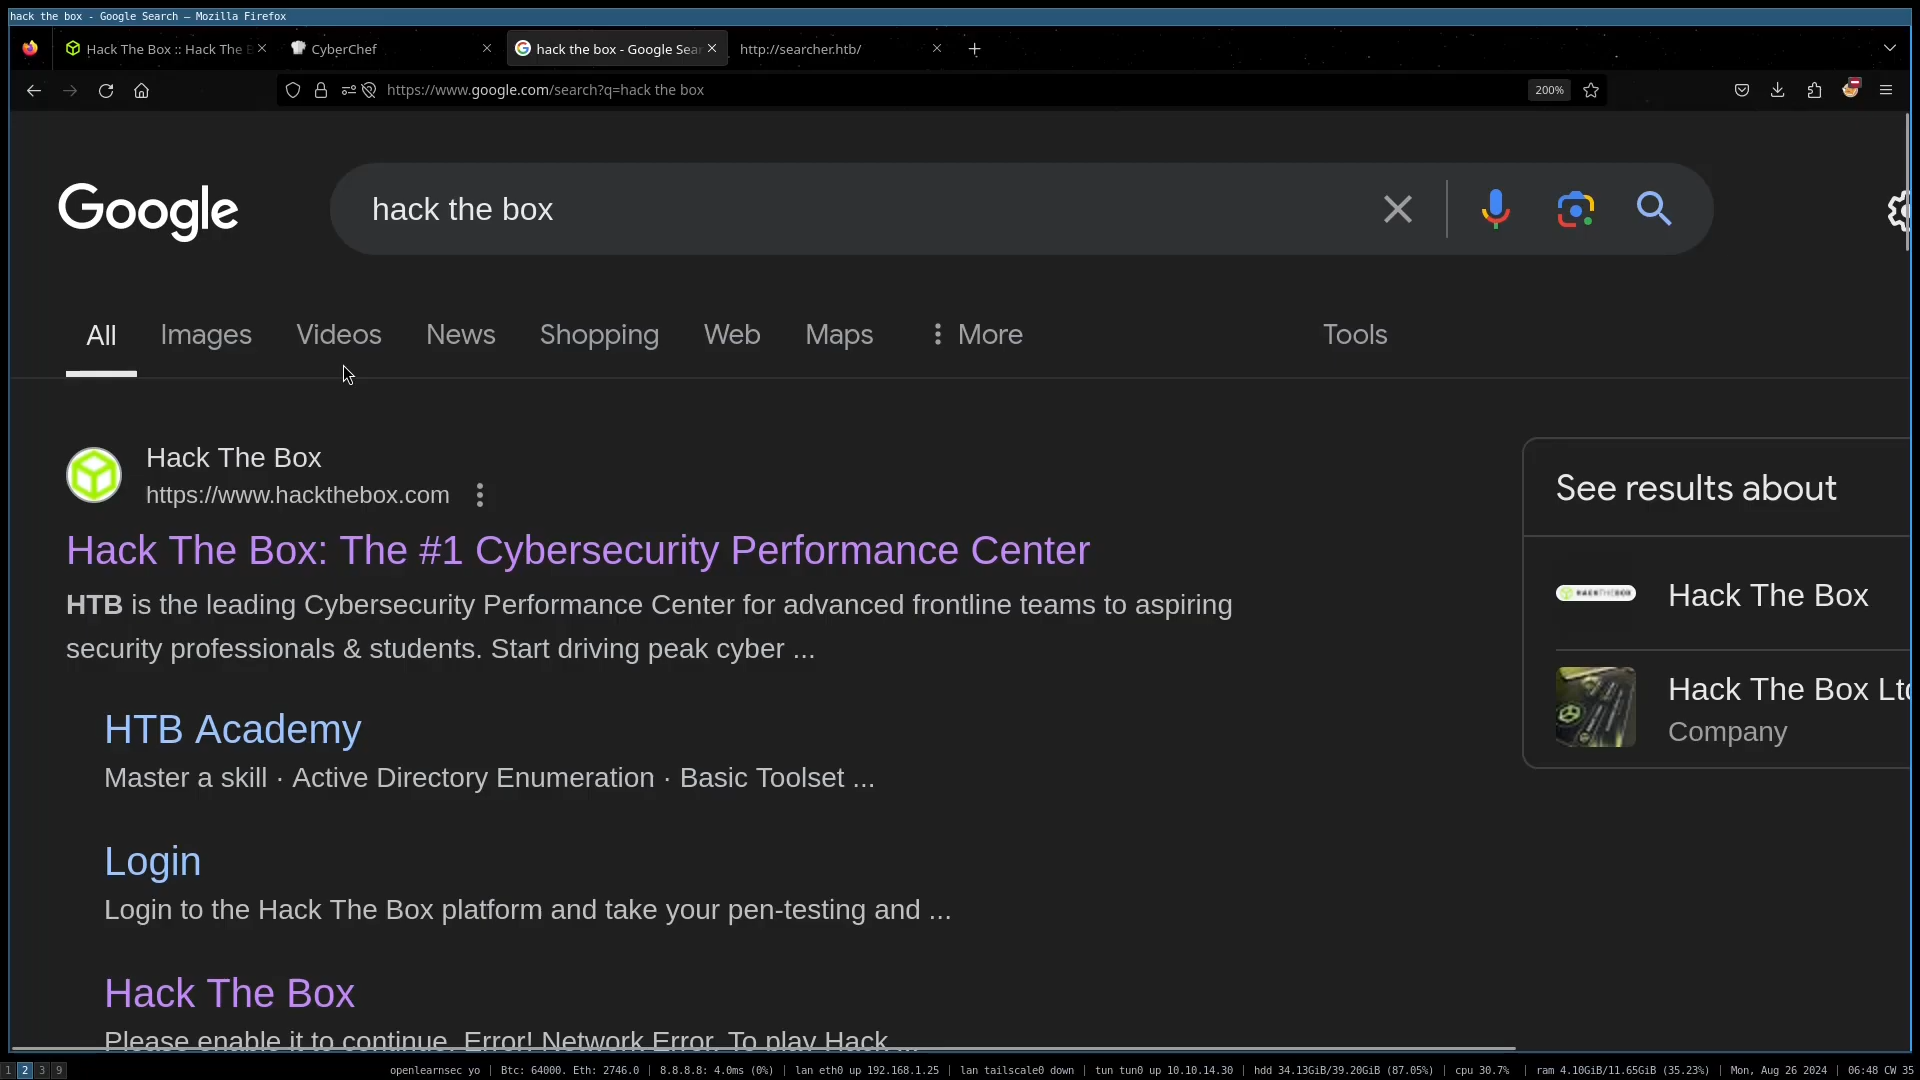 hack the box - Google Search — Mozilla Firefox
Hack The Box :: Hack The B
CyberChef
hack the box - Google Sear
http://searcher.htb/
https://www.google.com/search?q=hack the box
200%
Google
hack the box
All
Images
Videos
News
Shopping
Web
Maps
More
Tools
Hack The Box
https://www.hackthebox.com
Hack The Box: The #1 Cybersecurity Performance Center
HTB is the leading Cybersecurity Performance Center for advanced frontline teams to aspiring
security professionals & students. Start driving peak cyber ...
HTB Academy
Master a skill · Active Directory Enumeration · Basic Toolset ...
Login
Login to the Hack The Box platform and take your pen-testing and ...
Hack The Box
Please enable it to continue. Error! Network Error. To play Hack ...
See results about
HACKTHEBOX
Hack The Box
Hack The Box Ltd
Company
1 2 3 9
openlearnsec yo | Btc: 64000. Eth: 2746.0 | 8.8.8.8: 4.0ms (0%) | lan eth0 up 192.168.1.25 | lan tailscale0 down | tun tun0 up 10.10.14.30 | hdd 34.13GiB/39.20GiB (87.05%) | cpu 30.7% | ram 4.10GiB/11.65GiB (35.23%) | Mon, Aug 26 2024 | 06:48 CW 35